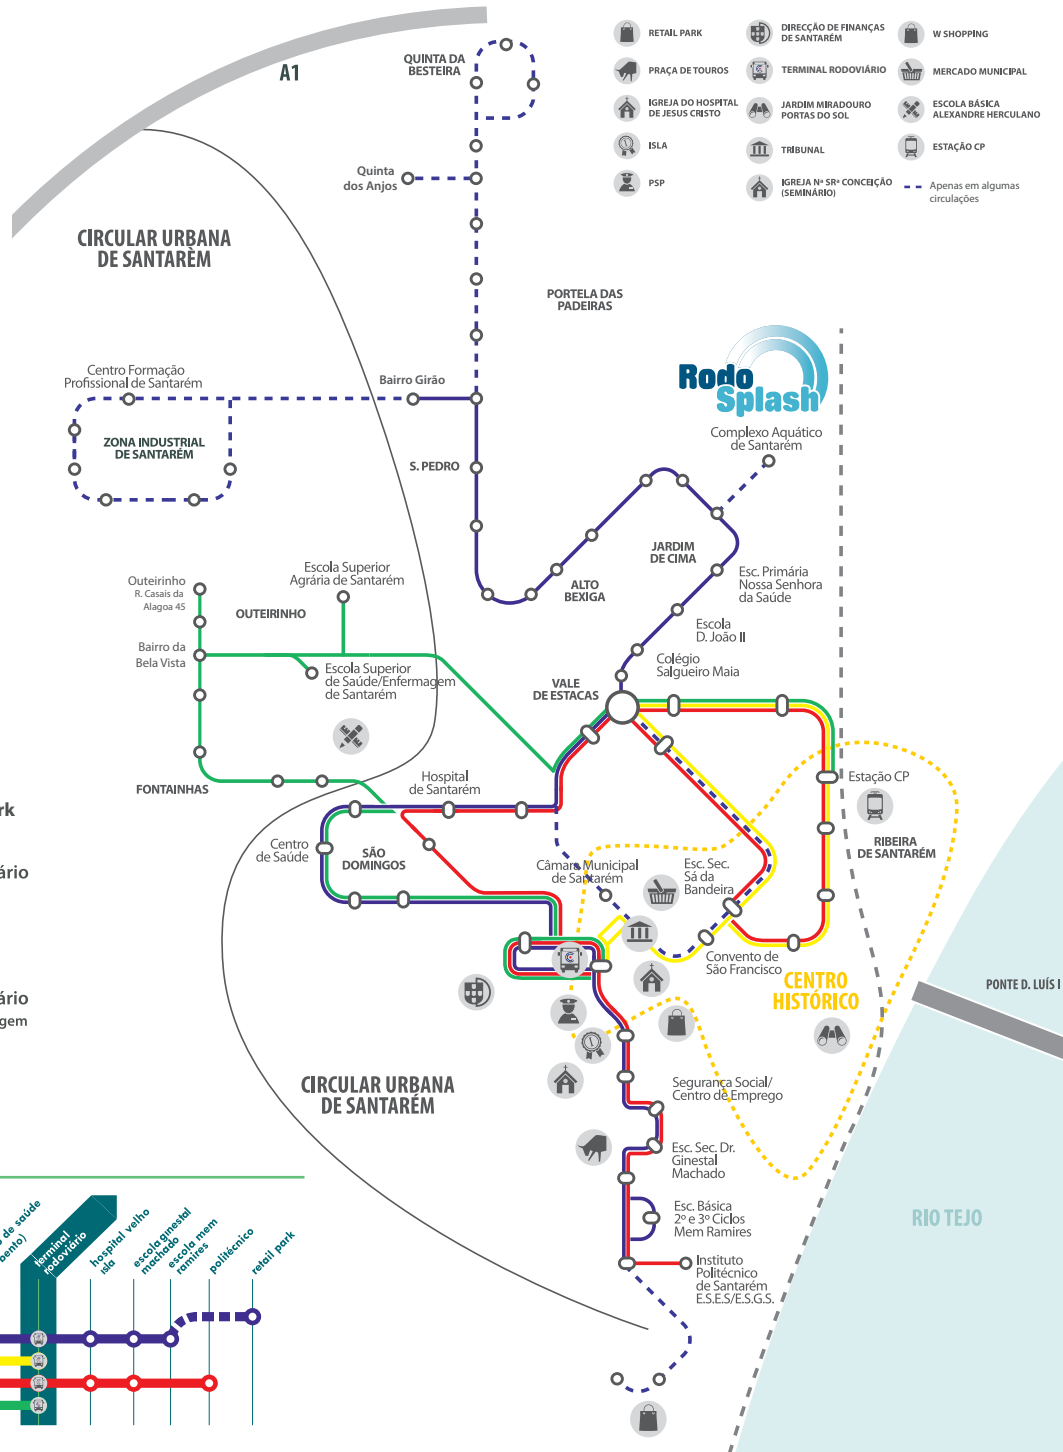 A1
QUINTA DA
BESTEIRA
RETAIL PARK
DIRECÇÃO DE FINANÇAS
DE SANTARÉM
W SHOPPING
PRAÇA DE TOUROS
TERMINAL RODOVIÁRIO
MERCADO MUNICIPAL
IGREJA DO HOSPITAL
DE JESUS CRISTO
JARDIM MIRADOURO
PORTAS DO SOL
ESCOLA BÁSICA
ALEXANDRE HERCULANO
ISLA
TRIBUNAL
ESTAÇÃO CP
PSP
IGREJA Nª SRª CONCEIÇÃO
(SEMINÁRIO)
Apenas em algumas
circulações
Quinta
dos Anjos
CIRCULAR URBANA
DE SANTARÈM
PORTELA DAS
PADEIRAS
Centro Formação
Profissional de Santarém
Bairro Girão
Rodo
Splash
ZONA INDUSTRIAL
DE SANTARÉM
S. PEDRO
Complexo Aquático
de Santarém
JARDIM
DE CIMA
Escola Superior
Agrária de Santarém
ALTO
BEXIGA
Esc. Primária
Nossa Senhora
da Saúde
Outeirinho
R. Casais da
Alagoa 45
OUTEIRINHO
Escola
D. João II
Bairro da
Bela Vista
Escola Superior
de Saúde/Enfermagem
de Santarém
Colégio
Salgueiro Maia
VALE
DE ESTACAS
FONTAINHAS
Hospital
de Santarém
Estação CP
rk
RIBEIRA
DE SANTARÉM
Centro
de Saúde
SÃO
DOMINGOS
Câmara Municipal
de Santarém
Esc. Sec.
Sá da
Bandeira
ário
Convento de
São Francisco
CENTRO
HISTÓRICO
PONTE D. LUÍS I
ário
gem
CIRCULAR URBANA
DE SANTARÉM
Segurança Social/
Centro de Emprego
Esc. Sec. Dr.
Ginestal
Machado
Esc. Básica
2º e 3º Ciclos
Mem Ramires
RIO TEJO
Instituto
Politécnico
de Santarém
E.S.E.S/E.S.G.S.
o de saúde
bento)
terminal
rodoviário
hospital velho
isla
escola ginestal
machado
escola mem
ramires
politécnico
retail park